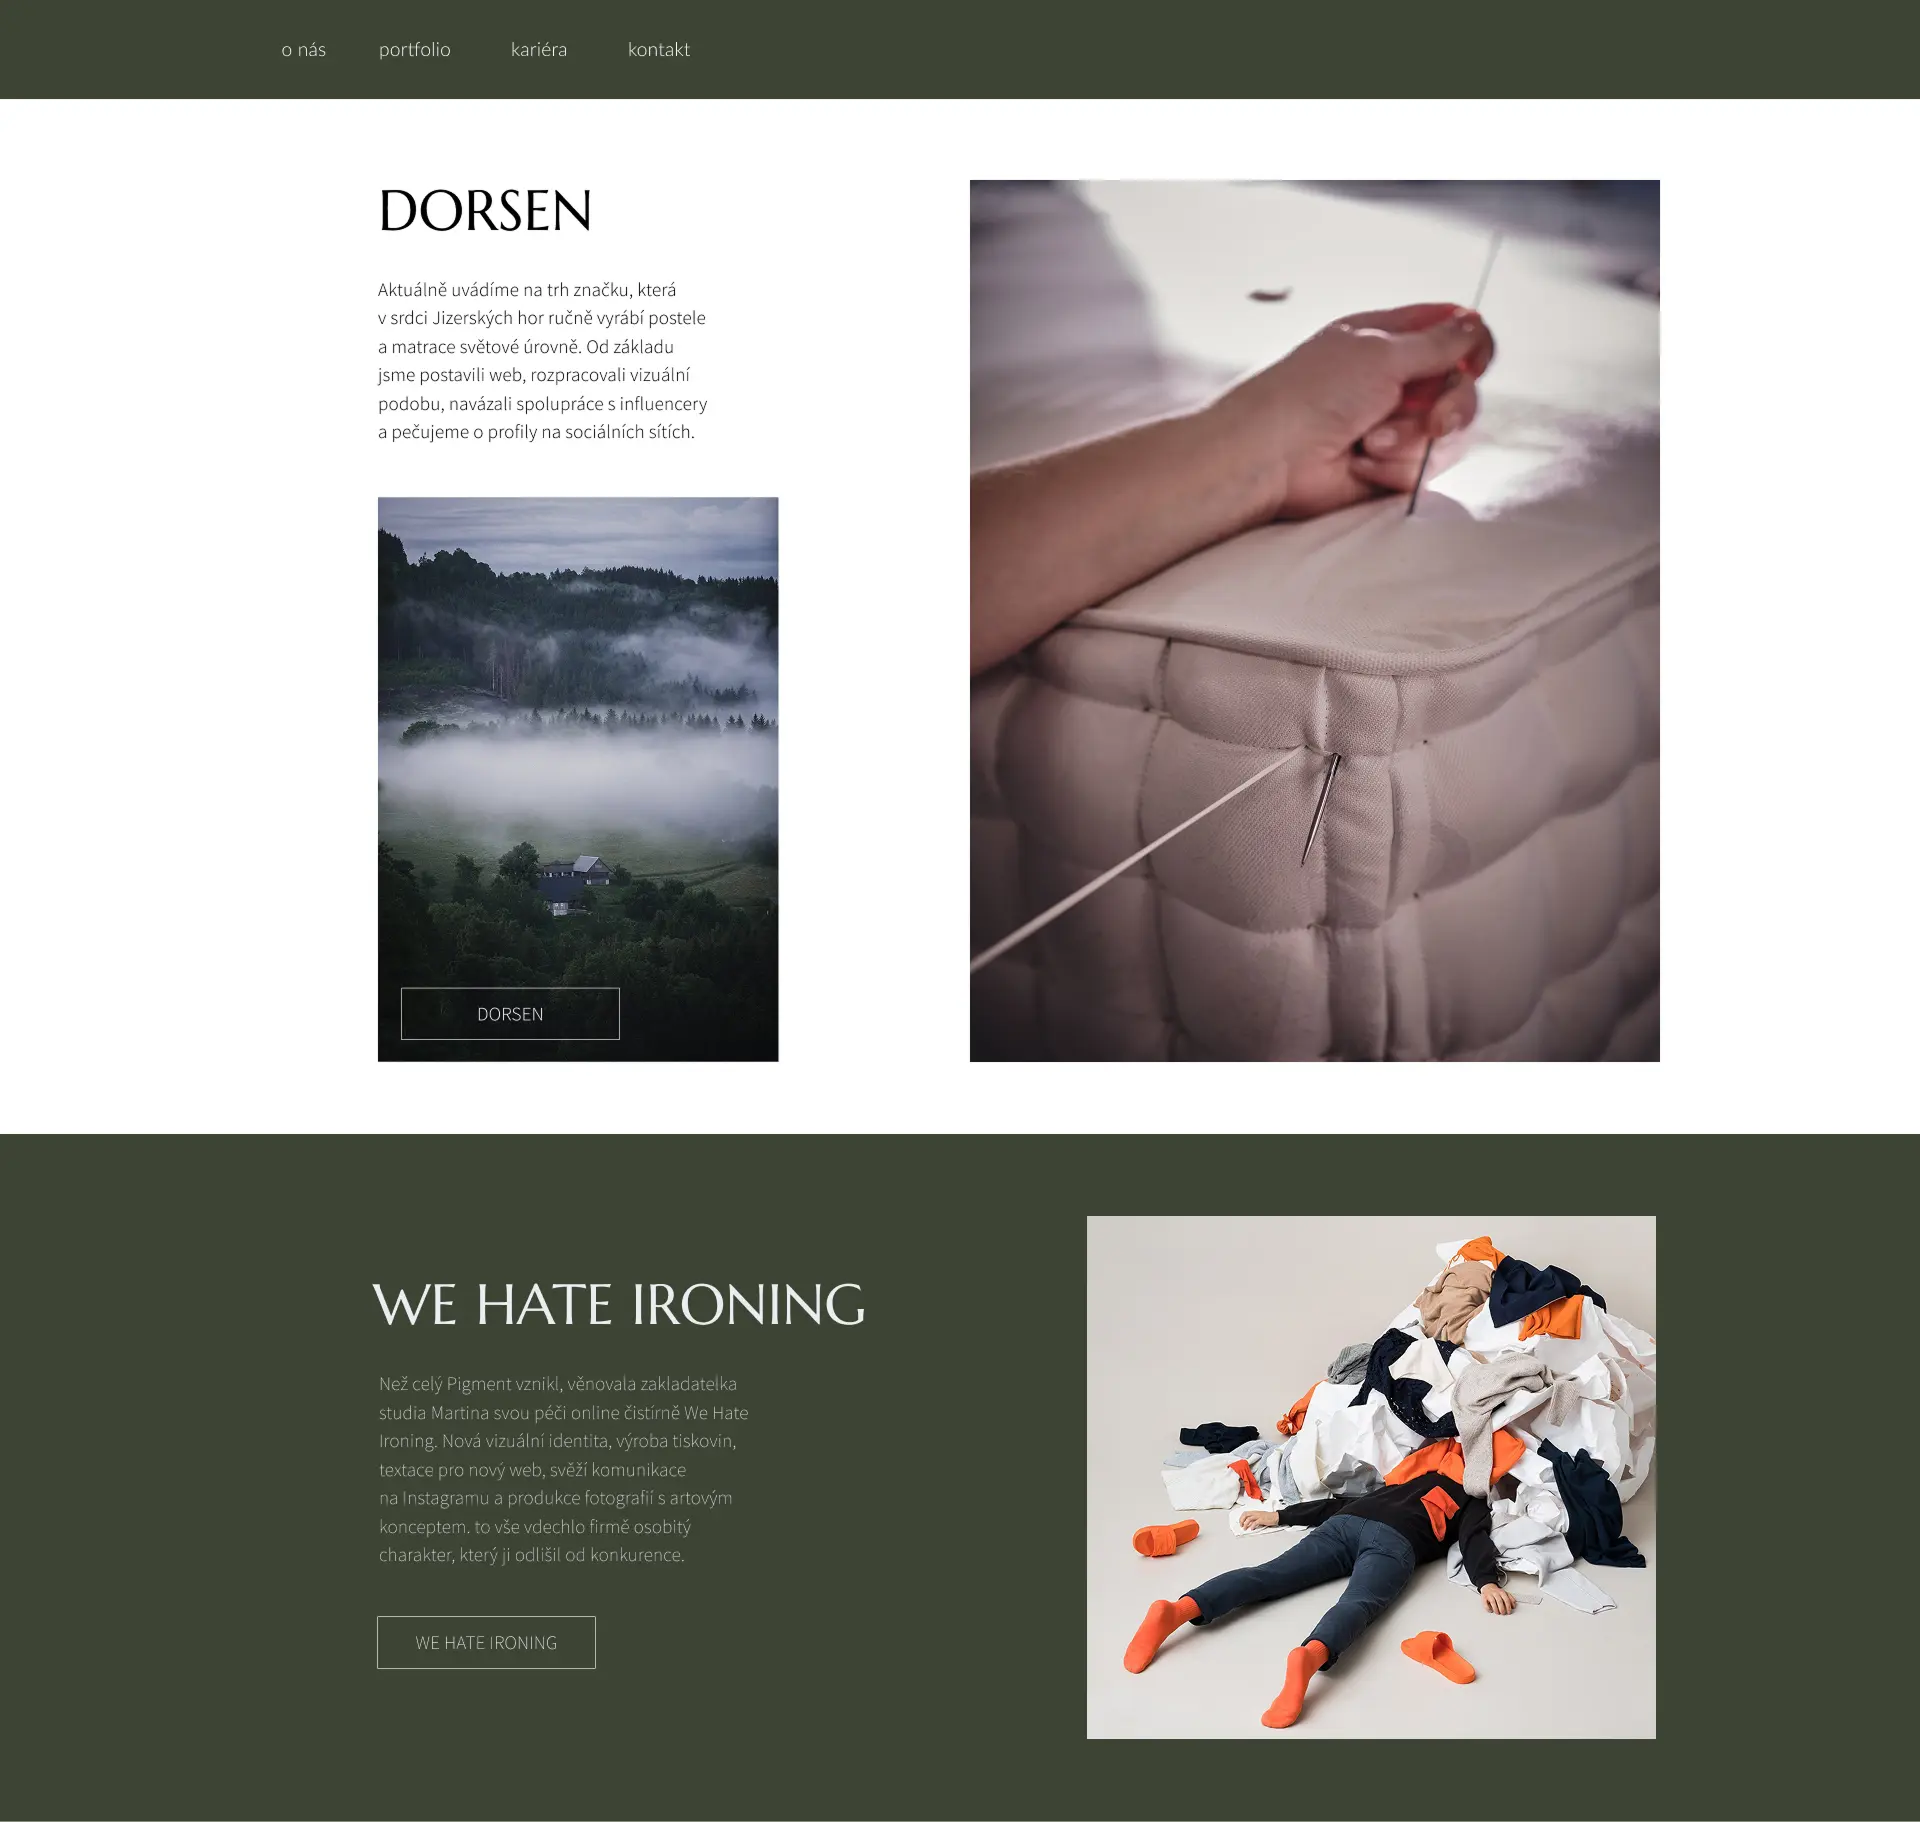 o nás
portfolio
kariéra
kontakt
DORSEN
Aktuálně uvádíme na trh značku, která
v srdci Jizerských hor ručně vyrábí postele
a matrace světové úrovně. Od základu
jsme postavili web, rozpracovali vizuální
podobu, navázali spolupráce s influencery
a pečujeme o profily na sociálních sítích.
DORSEN
WE HATE IRONING
Než celý Pigment vznikl, věnovala zakladatelka
studia Martina svou péči online čistírně We Hate
Ironing. Nová vizuální identita, výroba tiskovin,
textace pro nový web, svěží komunikace
na Instagramu a produkce fotografií s artovým
konceptem. to vše vdechlo firmě osobitý
charakter, který ji odlišil od konkurence.
WE HATE IRONING